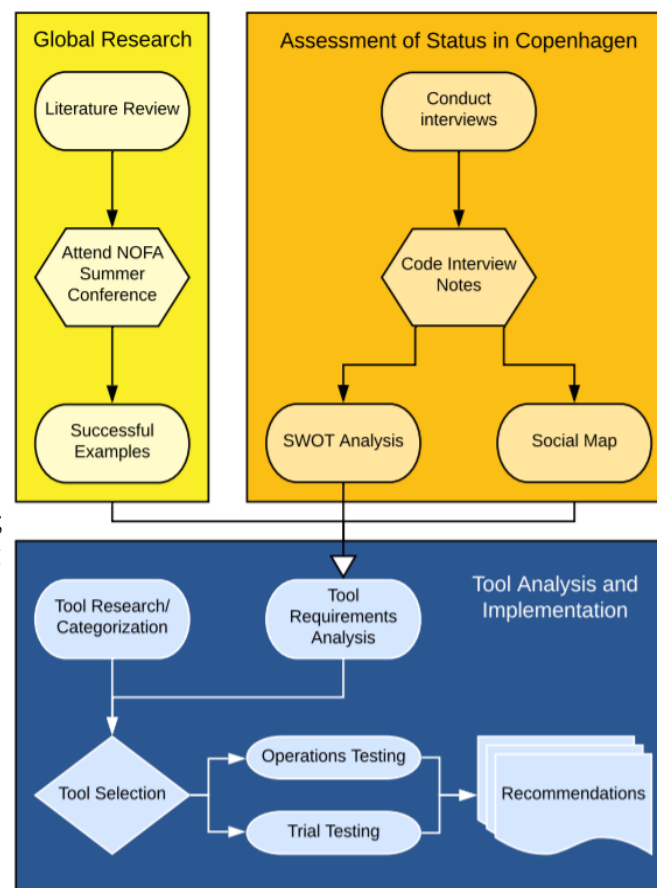 Global Research
Literature Review
Attend NOFA
Summer
Conference
Successful
Examples
Assessment of Status in Copenhagen
Conduct
interviews
Code Interview
Notes
SWOT Analysis
Social Map
Tool Analysis and
Implementation
Tool Research/
Categorization
Tool
Requirements
Analysis
Tool Selection
Operations Testing
Trial Testing
Recommendations